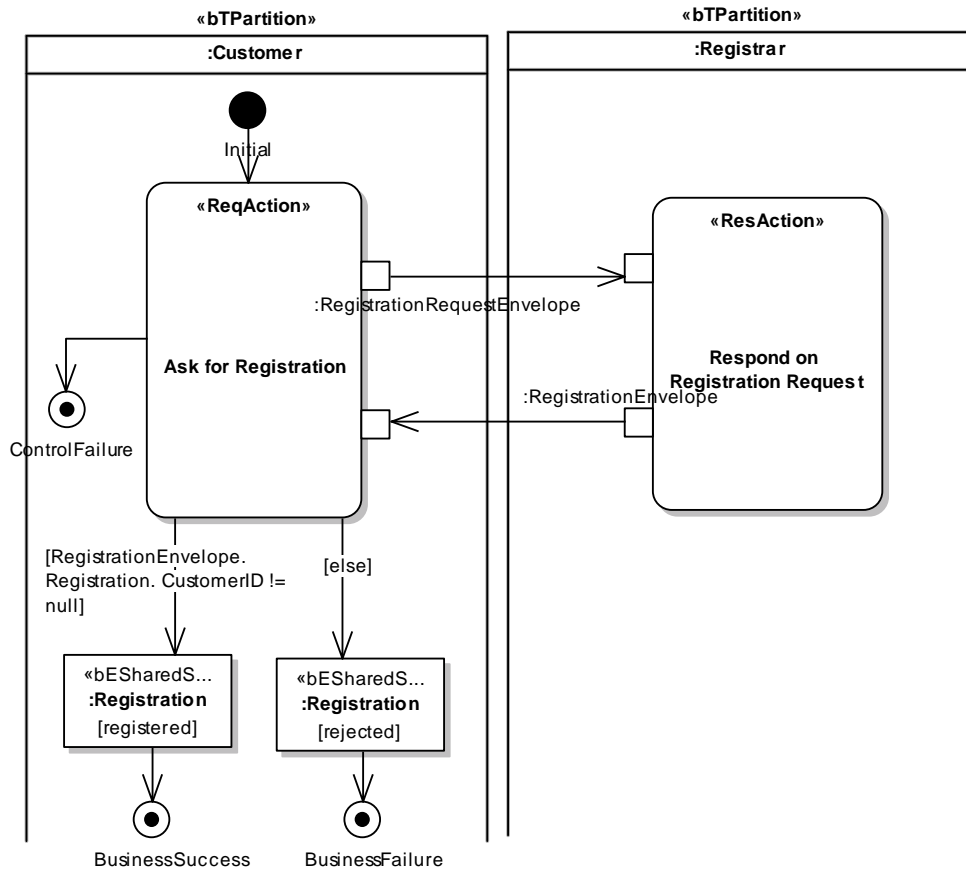 «bTPartition»
:Customer
Initial
«ReqAction»
Ask for Registration
ControlFailure
[RegistrationEnvelope.
Registration. CustomerID !=
null]
[else]
«bESharedS...
:Registration
[registered]
«bESharedS...
:Registration
[rejected]
BusinessSuccess
BusinessFailure
:RegistrationRequestEnvelope
:RegistrationEnvelope
«bTPartition»
:Registrar
«ResAction»
Respond on
Registration Request